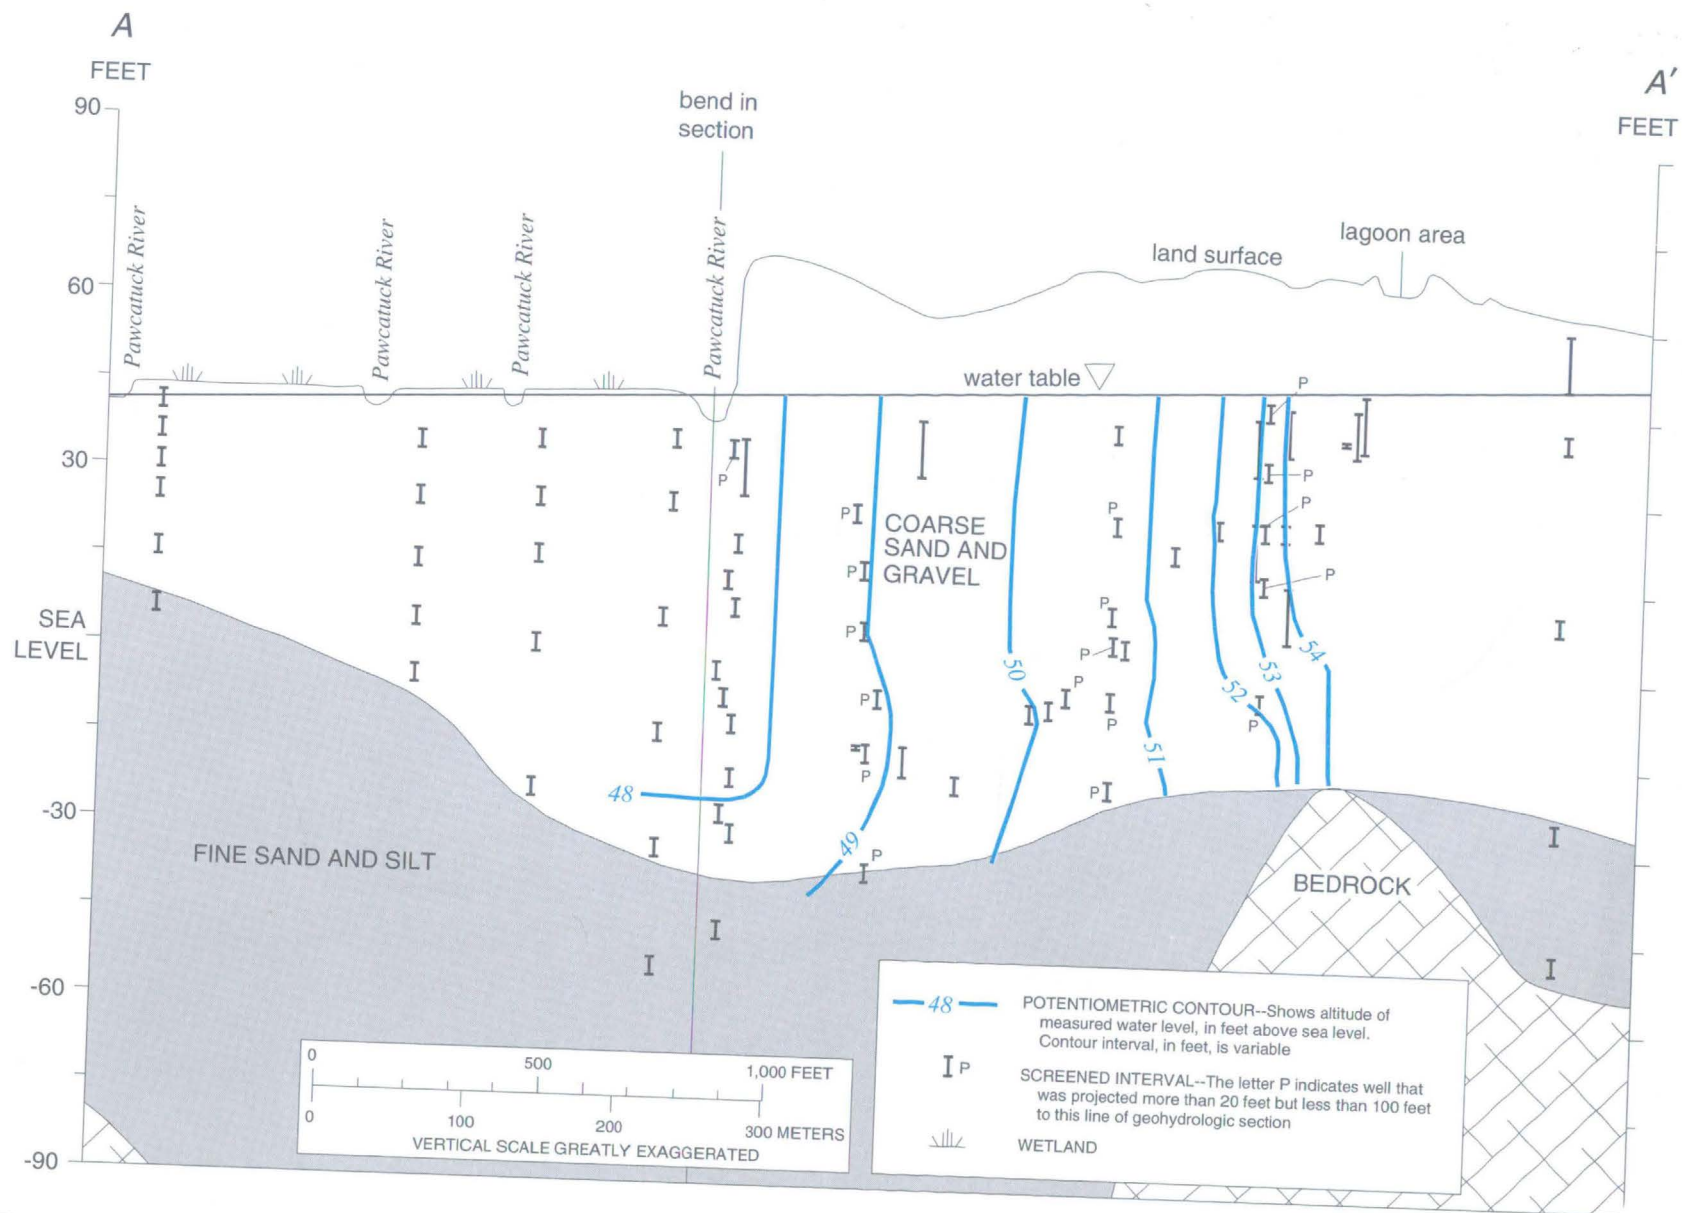 A
FEET
A′
FEET
90
60
30
SEA
LEVEL
-30
-60
-90
bend in
section
Pawcatuck River
Pawcatuck River
Pawcatuck River
Pawcatuck River
land surface
lagoon area
water table
P
P
P
P
P
P
COARSE
SAND AND
GRAVEL
P
P
P
P
P
P
P
P
P
P
P
P
P
P
48
49
50
51
52
53
54
FINE SAND AND SILT
BEDROCK
0 500 1,000 FEET
0 100 200 300 METERS
VERTICAL SCALE GREATLY EXAGGERATED
48 POTENTIOMETRIC CONTOUR--Shows altitude of
measured water level, in feet above sea level.
Contour interval, in feet, is variable
P SCREENED INTERVAL--The letter P indicates well that
was projected more than 20 feet but less than 100 feet
to this line of geohydrologic section
WETLAND